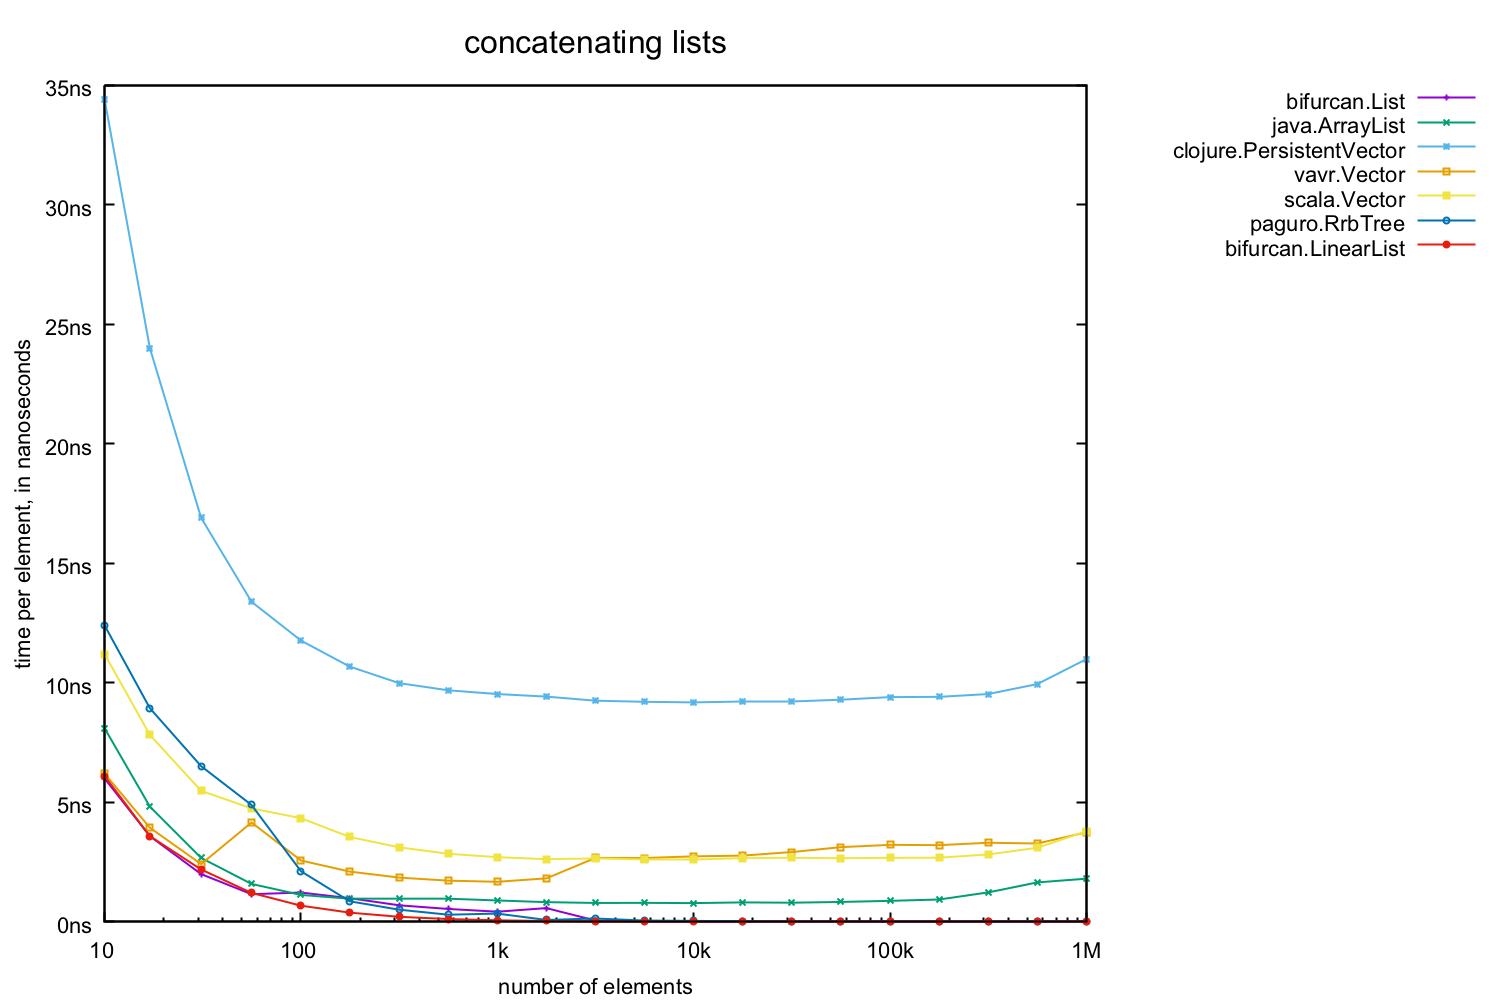 concatenating lists
35ns
30ns
25ns
20ns
15ns
10ns
5ns
0ns
time per element, in nanoseconds
10 100 1k 10k 100k 1M
number of elements
bifurcan.List
java.ArrayList
clojure.PersistentVector
vavr.Vector
scala.Vector
paguro.RrbTree
bifurcan.LinearList